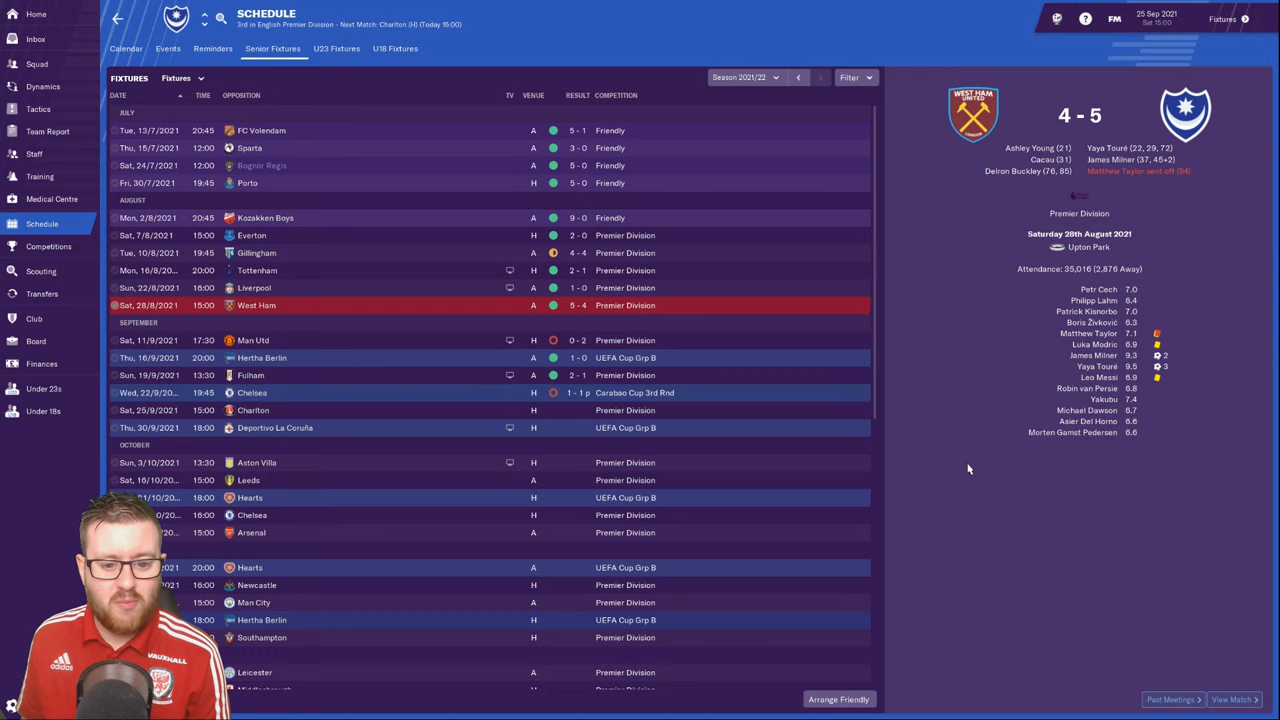 Home
SCHEDULE
3rd in English Premier Division - Next Match: Charlton (H) (Today 15:00)
FM
25 Sep 2021
Sat 15:00
Fixtures
Inbox
Squad
Dynamics
Tactics
Team Report
Staff
Training
Medical Centre
Schedule
Competitions
Scouting
Transfers
Club
Board
Finances
Under 23s
Under 18s
Calendar Events Reminders Senior Fixtures U23 Fixtures U18 Fixtures
FIXTURES Fixtures Season 2021/22 Filter
DATE TIME OPPOSITION TV VENUE RESULT COMPETITION
JULY
Tue, 13/7/2021 20:45 FC Volendam A 5 - 1 Friendly
Thu, 15/7/2021 12:00 Sparta A 3 - 0 Friendly
Sat, 24/7/2021 12:00 Bognor Regis A 5 - 0 Friendly
Fri, 30/7/2021 19:45 Porto H 5 - 0 Friendly
AUGUST
Mon, 2/8/2021 20:45 Kozakken Boys A 9 - 0 Friendly
Sat, 7/8/2021 15:00 Everton H 2 - 0 Premier Division
Tue, 10/8/2021 19:45 Gillingham A 4 - 4 Premier Division
Mon, 16/8/20... 20:00 Tottenham H 2 - 1 Premier Division
Sun, 22/8/2021 16:00 Liverpool A 1 - 0 Premier Division
Sat, 28/8/2021 15:00 West Ham A 5 - 4 Premier Division
SEPTEMBER
Sat, 11/9/2021 17:30 Man Utd H 0 - 2 Premier Division
Thu, 16/9/2021 20:00 Hertha Berlin A 1 - 0 UEFA Cup Grp B
Sun, 19/9/2021 13:30 Fulham A 2 - 1 Premier Division
Wed, 22/9/20... 19:45 Chelsea H 1 - 1 p Carabao Cup 3rd Rnd
Sat, 25/9/2021 15:00 Charlton H Premier Division
Thu, 30/9/2021 18:00 Deportivo La Coruña H UEFA Cup Grp B
OCTOBER
Sun, 3/10/2021 13:30 Aston Villa H Premier Division
Sat, 16/10/20... 15:00 Leeds A Premier Division
21/10/20... 18:00 Hearts H UEFA Cup Grp B
16:00 Chelsea H Premier Division
15:00 Arsenal A Premier Division
20:00 Hearts A UEFA Cup Grp B
16:00 Newcastle H Premier Division
15:00 Man City A Premier Division
18:00 Hertha Berlin H UEFA Cup Grp B
Southampton H Premier Division
Leicester A Premier Division
Arrange Friendly
WEST HAM UNITED
LONDON
4 - 5
Ashley Young (21) Yaya Touré (22, 29, 72)
Cacau (31) James Milner (37, 45+2)
Delron Buckley (76, 85) Matthew Taylor sent off (54)
Premier Division
Saturday 28th August 2021
Upton Park
Attendance: 35,016 (2,876 Away)
Petr Cech 7.0
Philipp Lahm 6.4
Patrick Kisnorbo 7.0
Boris Živković 6.3
Matthew Taylor 7.1
Luka Modric 6.9
James Milner 9.3 2
Yaya Touré 9.5 3
Leo Messi 6.9
Robin van Persie 6.8
Yakubu 7.4
Michael Dawson 6.7
Asier Del Horno 6.6
Morten Gamst Pedersen 6.6
Past Meetings
View Match
VAUXHALL